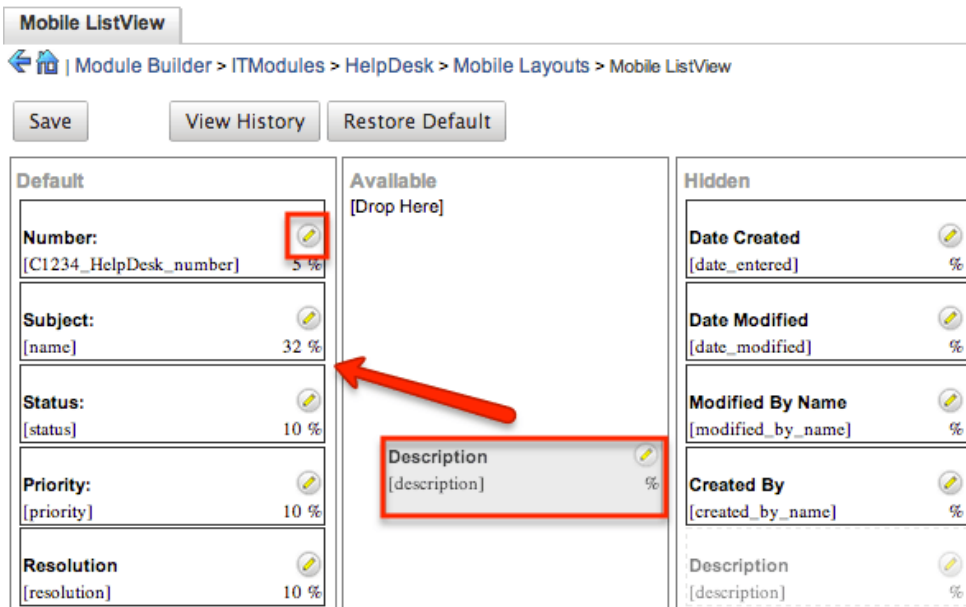 Mobile ListView
| Module Builder > ITModules > HelpDesk > Mobile Layouts > Mobile ListView
Save View History Restore Default
Default
Number:
[C1234_HelpDesk_number] 5 %
Subject:
[name] 32 %
Status:
[status] 10 %
Priority:
[priority] 10 %
Resolution
[resolution] 10 %
Available
[Drop Here]
Description
[description] %
Hidden
Date Created
[date_entered] %
Date Modified
[date_modified] %
Modified By Name
[modified_by_name] %
Created By
[created_by_name] %
Description
[description] %